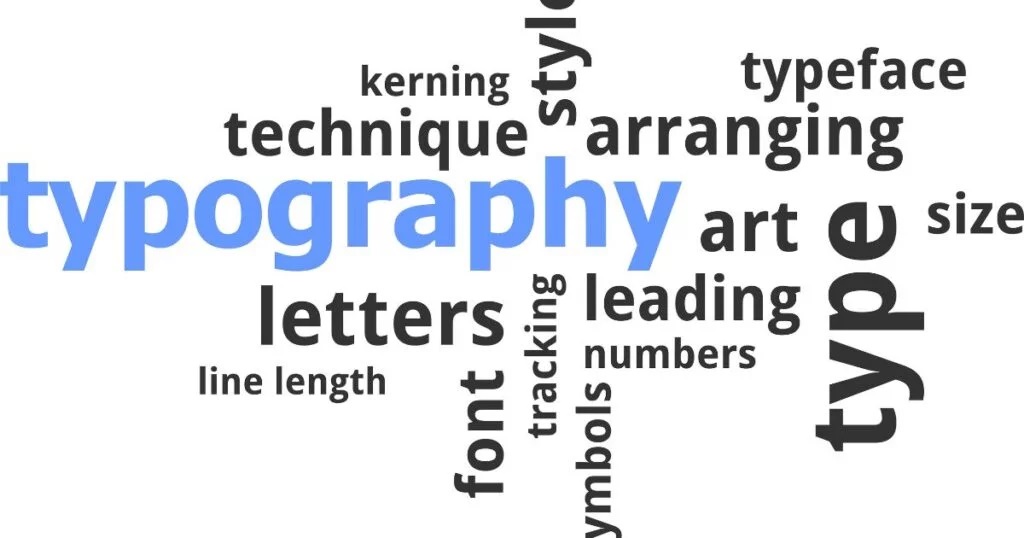 style
kerning
typeface
technique
arranging
typography
art
type
size
letters
tracking
leading
numbers
line length
font
ymbols